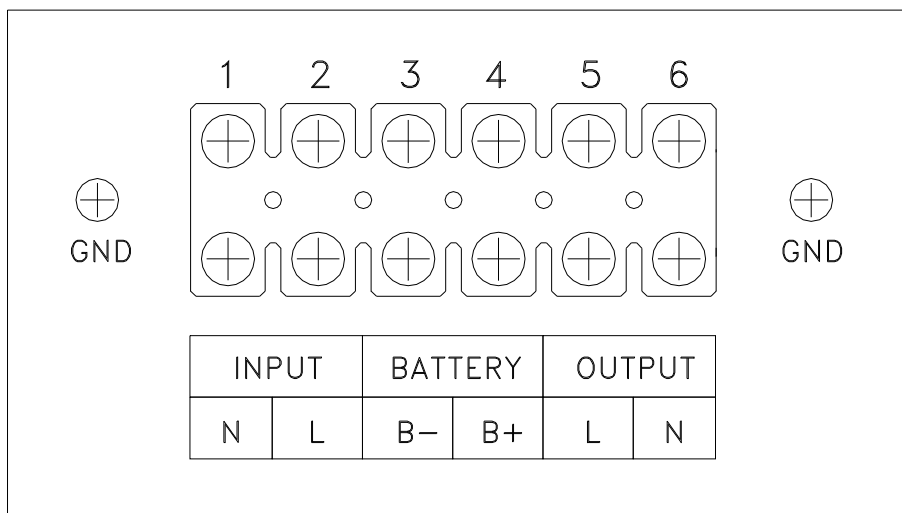 1 2 3 4 5 6
GND GND
INPUT BATTERY OUTPUT
N L B- B+ L N